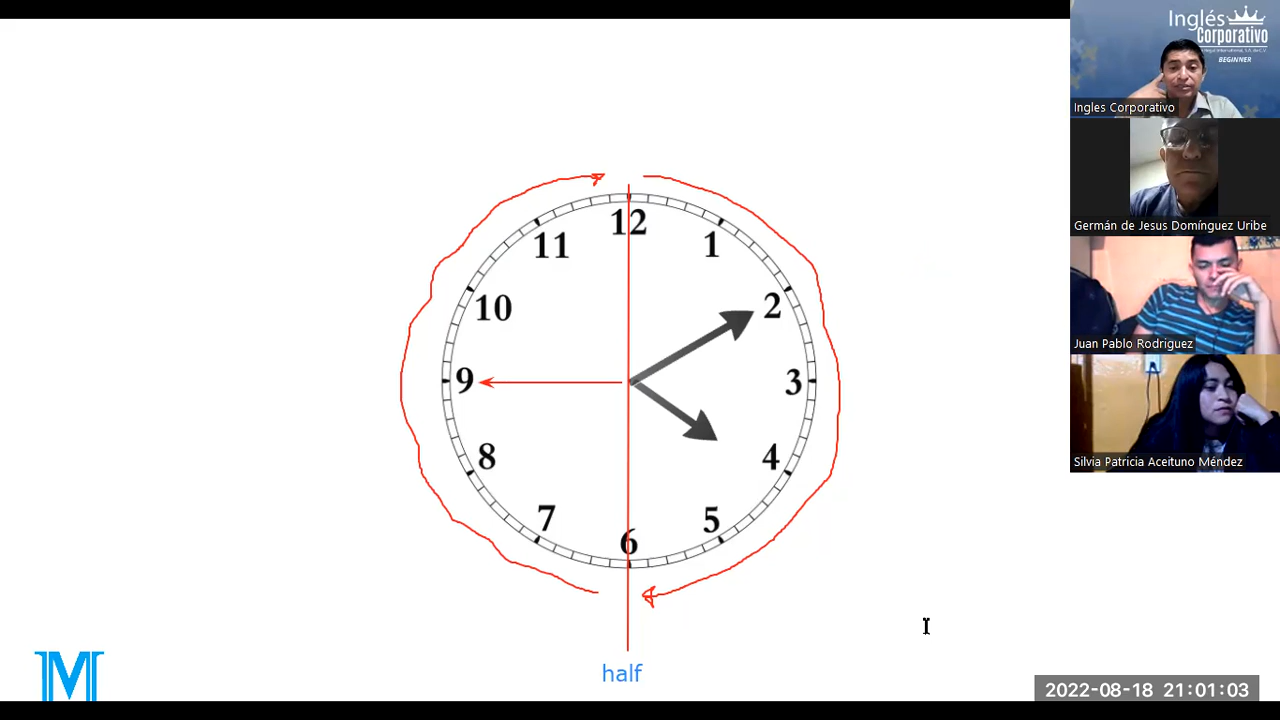 Inglés
Corporativo
BEGINNER
Ingles Corporativo
Germán de Jesus Domínguez Uribe
Juan Pablo Rodriguez
Silvia Patricia Aceituno Méndez
12
11
1
10
2
9
3
8
4
7
5
6
half
M
2022-08-18 21:01:03